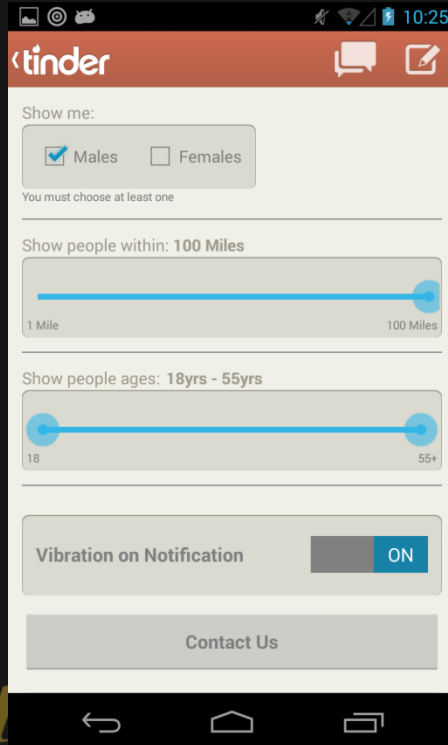 10:25
tinder
Show me:
Males Females
You must choose at least one
Show people within: 100 Miles
1 Mile 100 Miles
Show people ages: 18yrs - 55yrs
18 55+
Vibration on Notification ON
Contact Us